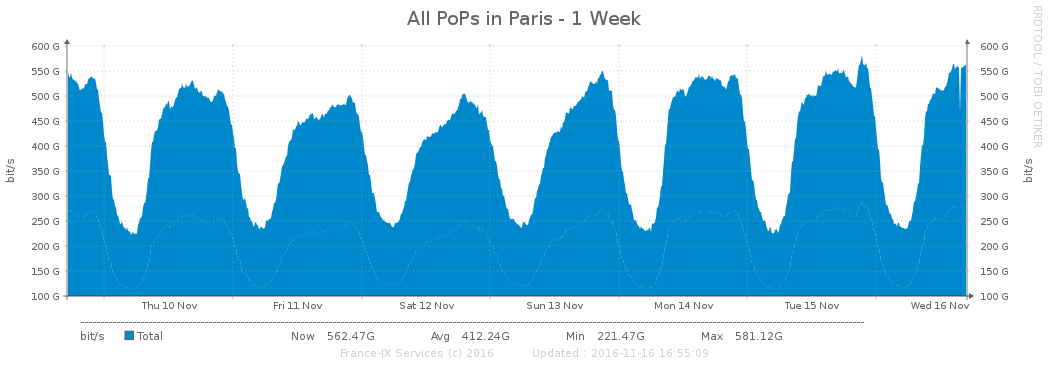 All PoPs in Paris - 1 Week
RRDTOOL / TOBI OETIKER
600 G 600 G
550 G 550 G
500 G 500 G
450 G 450 G
400 G 400 G
350 G 350 G
300 G 300 G
250 G 250 G
200 G 200 G
150 G 150 G
100 G 100 G
bit/s bit/s
Thu 10 Nov Fri 11 Nov Sat 12 Nov Sun 13 Nov Mon 14 Nov Tue 15 Nov Wed 16 Nov
bit/s Total Now 562.47G Avg 412.24G Min 221.47G Max 581.12G
France-IX Services (c) 2016 Updated : 2016-11-16 16:55:09